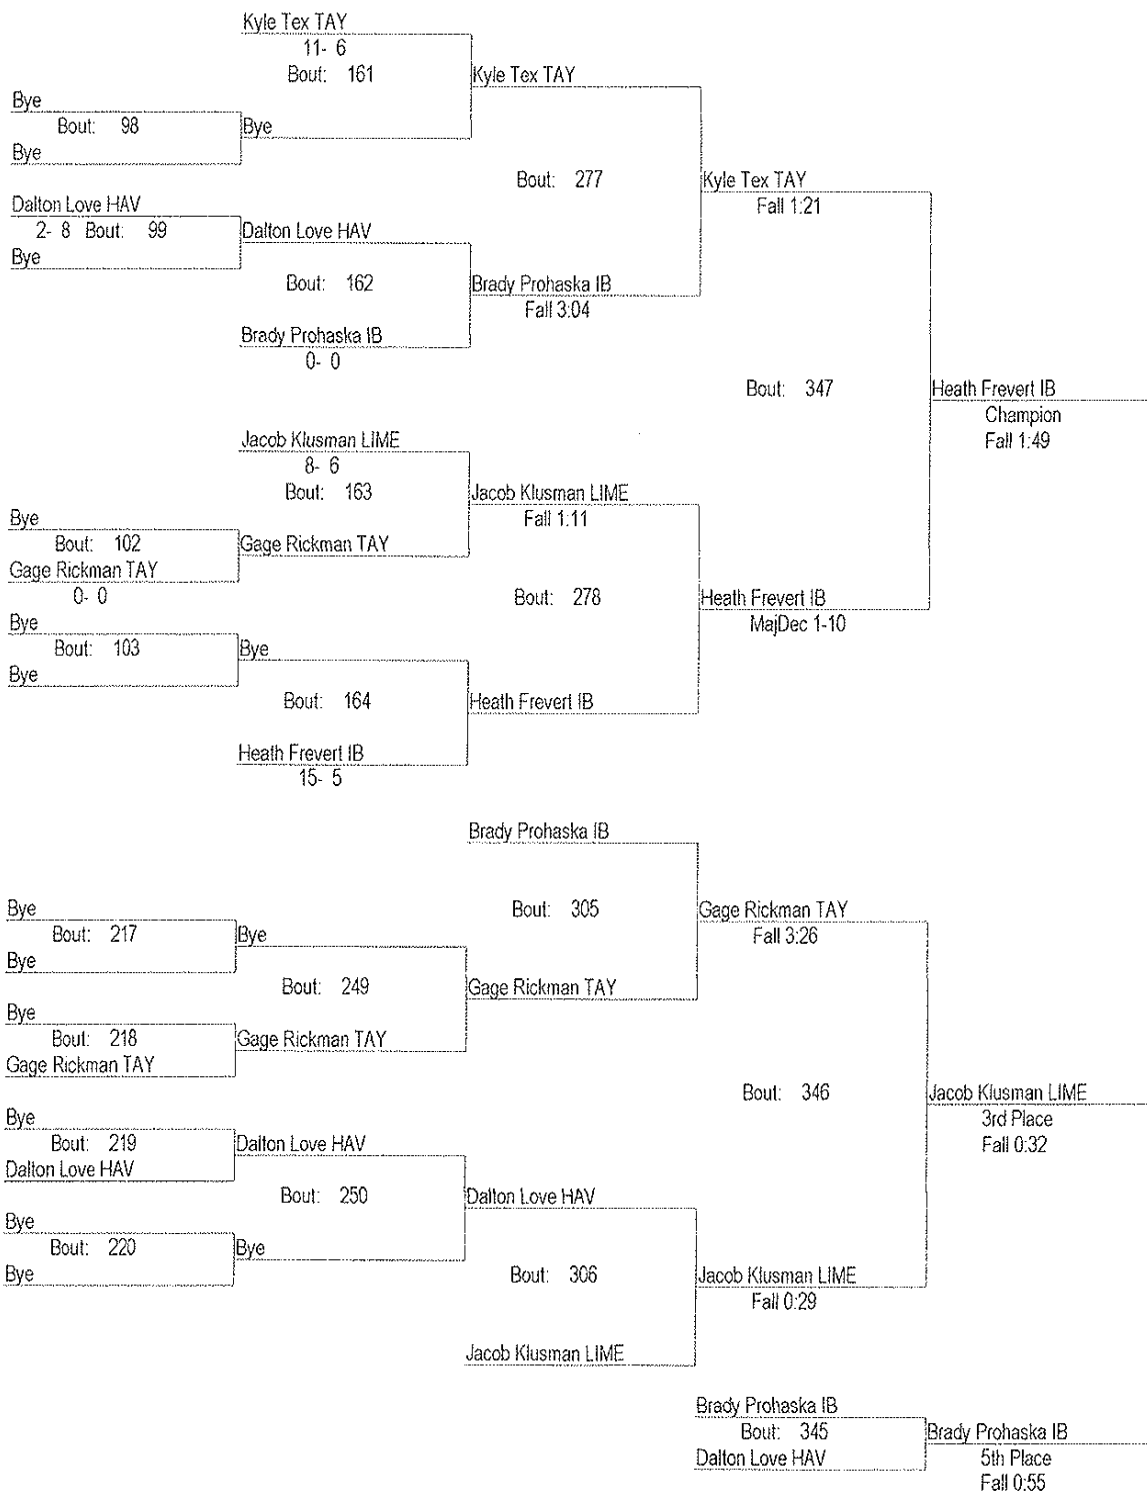 Kyle Tex TAY
11- 6
Bout: 161
Kyle Tex TAY
Bye
Bout: 98
Bye
Bye
Bout: 277
Kyle Tex TAY
Fall 1:21
Dalton Love HAV
2- 8 Bout: 99
Dalton Love HAV
Bye
Bout: 162
Brady Prohaska IB
Fall 3:04
Brady Prohaska IB
0- 0
Bout: 347
Heath Frevert IB
Champion
Fall 1:49
Jacob Klusman LIME
8- 6
Bout: 163
Jacob Klusman LIME
Fall 1:11
Bye
Bout: 102
Gage Rickman TAY
Gage Rickman TAY
0- 0
Bout: 278
Heath Frevert IB
MajDec 1-10
Bye
Bout: 103
Bye
Bye
Bout: 164
Heath Frevert IB
Heath Frevert IB
15- 5
Brady Prohaska IB
Bye
Bout: 305
Gage Rickman TAY
Fall 3:26
Bout: 217
Bye
Bye
Bout: 249
Gage Rickman TAY
Bye
Bout: 218
Gage Rickman TAY
Gage Rickman TAY
Bout: 346
Jacob Klusman LIME
3rd Place
Fall 0:32
Bye
Bout: 219
Dalton Love HAV
Dalton Love HAV
Bout: 250
Dalton Love HAV
Bye
Bout: 220
Bye
Bye
Bout: 306
Jacob Klusman LIME
Fall 0:29
Jacob Klusman LIME
Brady Prohaska IB
Bout: 345
Brady Prohaska IB
Dalton Love HAV
5th Place
Fall 0:55